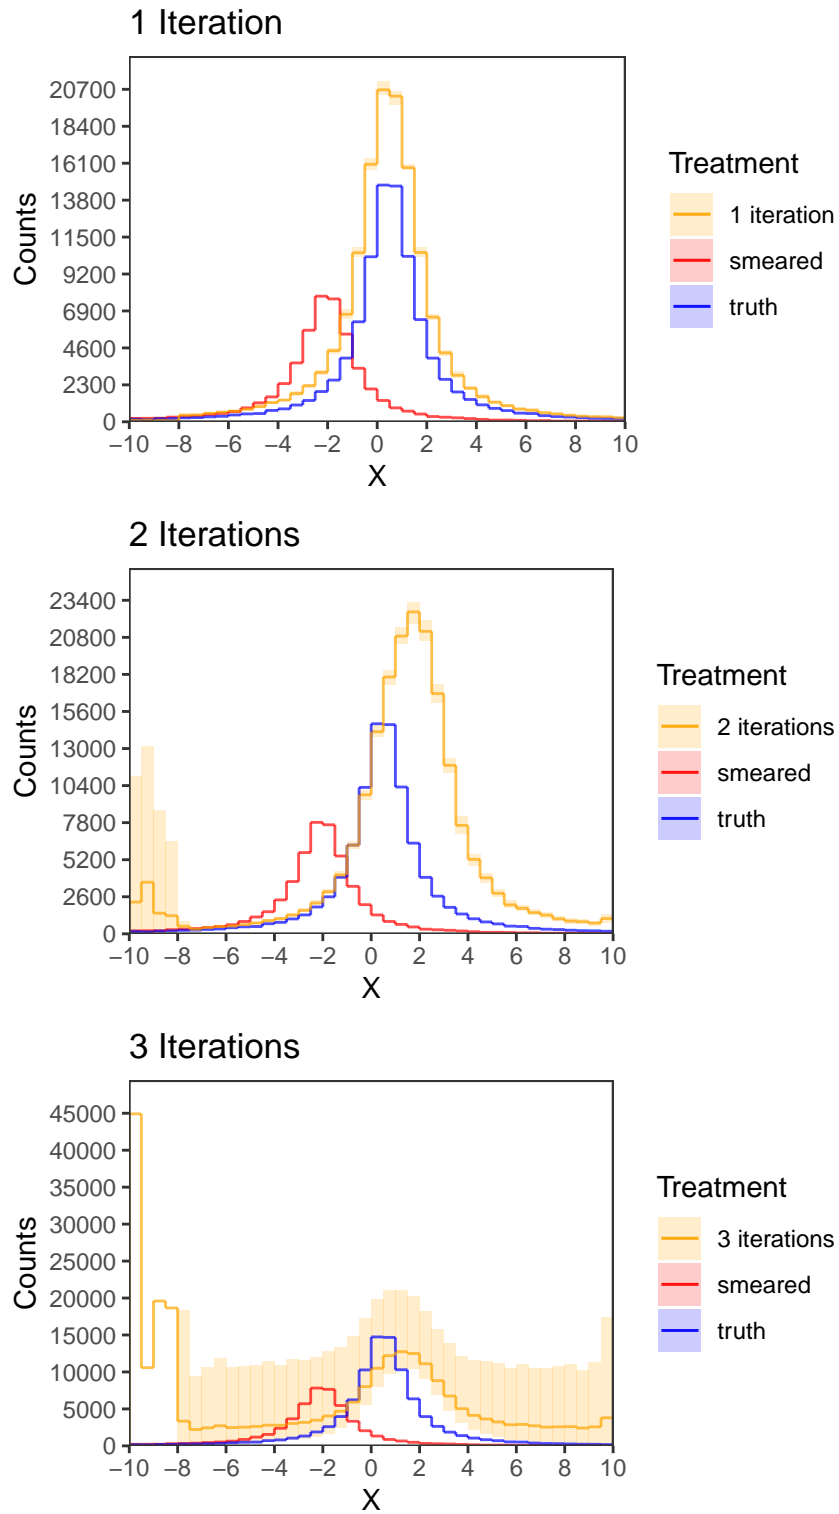 1 Iteration
20700
18400
16100
13800
11500
9200
6900
4600
2300
0
Counts
−10 −8 −6 −4 −2 0 2 4 6 8 10
X
Treatment
1 iteration
smeared
truth
2 Iterations
23400
20800
18200
15600
13000
10400
7800
5200
2600
0
Counts
−10 −8 −6 −4 −2 0 2 4 6 8 10
X
Treatment
2 iterations
smeared
truth
3 Iterations
45000
40000
35000
30000
25000
20000
15000
10000
5000
0
Counts
−10 −8 −6 −4 −2 0 2 4 6 8 10
X
Treatment
3 iterations
smeared
truth